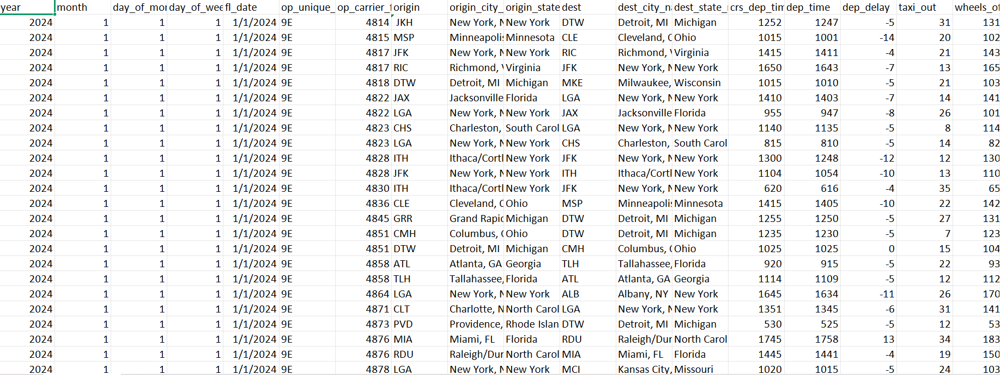 year month day_of_mor day_of_wee fl_date op_unique_ op_carrier_f origin origin_city_ origin_state dest dest_city_na dest_state_ crs_dep_tim dep_time dep_delay taxi_out wheels_of
2024 1 1 1 1/1/2024 9E 4814 JKH New York, N New York DTW Detroit, MI Michigan 1252 1247 -5 31 131
2024 1 1 1 1/1/2024 9E 4815 MSP Minneapolis Minnesota CLE Cleveland, O Ohio 1015 1001 -14 20 102
2024 1 1 1 1/1/2024 9E 4817 JFK New York, N New York RIC Richmond, V Virginia 1415 1411 -4 21 143
2024 1 1 1 1/1/2024 9E 4817 RIC Richmond, V Virginia JFK New York, N New York 1650 1643 -7 13 165
2024 1 1 1 1/1/2024 9E 4818 DTW Detroit, MI Michigan MKE Milwaukee, Wisconsin 1015 1010 -5 21 103
2024 1 1 1 1/1/2024 9E 4822 JAX Jacksonville Florida LGA New York, N New York 1410 1403 -7 14 141
2024 1 1 1 1/1/2024 9E 4822 LGA New York, N New York JAX Jacksonville Florida 955 947 -8 26 101
2024 1 1 1 1/1/2024 9E 4823 CHS Charleston, South Carol LGA New York, N New York 1140 1135 -5 8 114
2024 1 1 1 1/1/2024 9E 4823 LGA New York, N New York CHS Charleston, South Carol 815 810 -5 14 82
2024 1 1 1 1/1/2024 9E 4828 ITH Ithaca/Cortl New York JFK New York, N New York 1300 1248 -12 12 130
2024 1 1 1 1/1/2024 9E 4828 JFK New York, N New York ITH Ithaca/Cortl New York 1104 1054 -10 13 110
2024 1 1 1 1/1/2024 9E 4830 ITH Ithaca/Cortl New York JFK New York, N New York 620 616 -4 35 65
2024 1 1 1 1/1/2024 9E 4836 CLE Cleveland, O Ohio MSP Minneapolis Minnesota 1415 1405 -10 22 142
2024 1 1 1 1/1/2024 9E 4845 GRR Grand Rapid Michigan DTW Detroit, MI Michigan 1255 1250 -5 27 131
2024 1 1 1 1/1/2024 9E 4851 CMH Columbus, O Ohio DTW Detroit, MI Michigan 1235 1230 -5 7 123
2024 1 1 1 1/1/2024 9E 4851 DTW Detroit, MI Michigan CMH Columbus, O Ohio 1025 1025 0 15 104
2024 1 1 1 1/1/2024 9E 4858 ATL Atlanta, GA Georgia TLH Tallahassee, Florida 920 915 -5 22 93
2024 1 1 1 1/1/2024 9E 4858 TLH Tallahassee, Florida ATL Atlanta, GA Georgia 1114 1109 -5 12 112
2024 1 1 1 1/1/2024 9E 4864 LGA New York, N New York ALB Albany, NY New York 1645 1634 -11 26 170
2024 1 1 1 1/1/2024 9E 4871 CLT Charlotte, N North Carol LGA New York, N New York 1351 1345 -6 31 141
2024 1 1 1 1/1/2024 9E 4873 PVD Providence, Rhode Islan DTW Detroit, MI Michigan 530 525 -5 12 53
2024 1 1 1 1/1/2024 9E 4876 MIA Miami, FL Florida RDU Raleigh/Dur North Carol 1745 1758 13 34 183
2024 1 1 1 1/1/2024 9E 4876 RDU Raleigh/Dur North Carol MIA Miami, FL Florida 1445 1441 -4 19 150
2024 1 1 1 1/1/2024 9E 4878 LGA New York, N New York MCI Kansas City, Missouri 1020 1015 -5 24 103